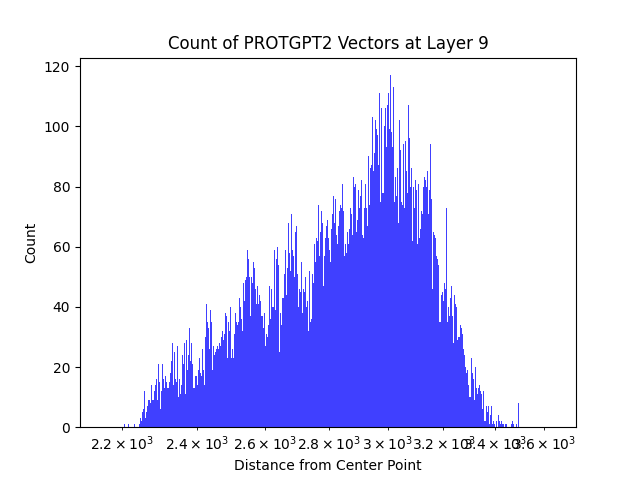 Count of PROTGPT2 Vectors at Layer 9
Count
120
100
80
60
40
20
0
2.2 × 10³ 2.4 × 10³ 2.6 × 10³ 2.8 × 10³ 3 × 10³ 3.2 × 10³ 3.4 × 10³ 3.6 × 10³
Distance from Center Point